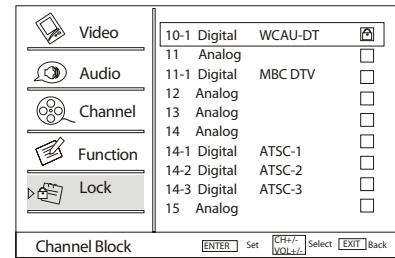 Video
Audio
Channel
Function
Lock
10-1 Digital WCAU-DT
11 Analog
11-1 Digital MBC DTV
12 Analog
13 Analog
14 Analog
14-1 Digital ATSC-1
14-2 Digital ATSC-2
14-3 Digital ATSC-3
15 Analog
Channel Block
ENTER Set CH+/- VOL+/- Select EXIT Back